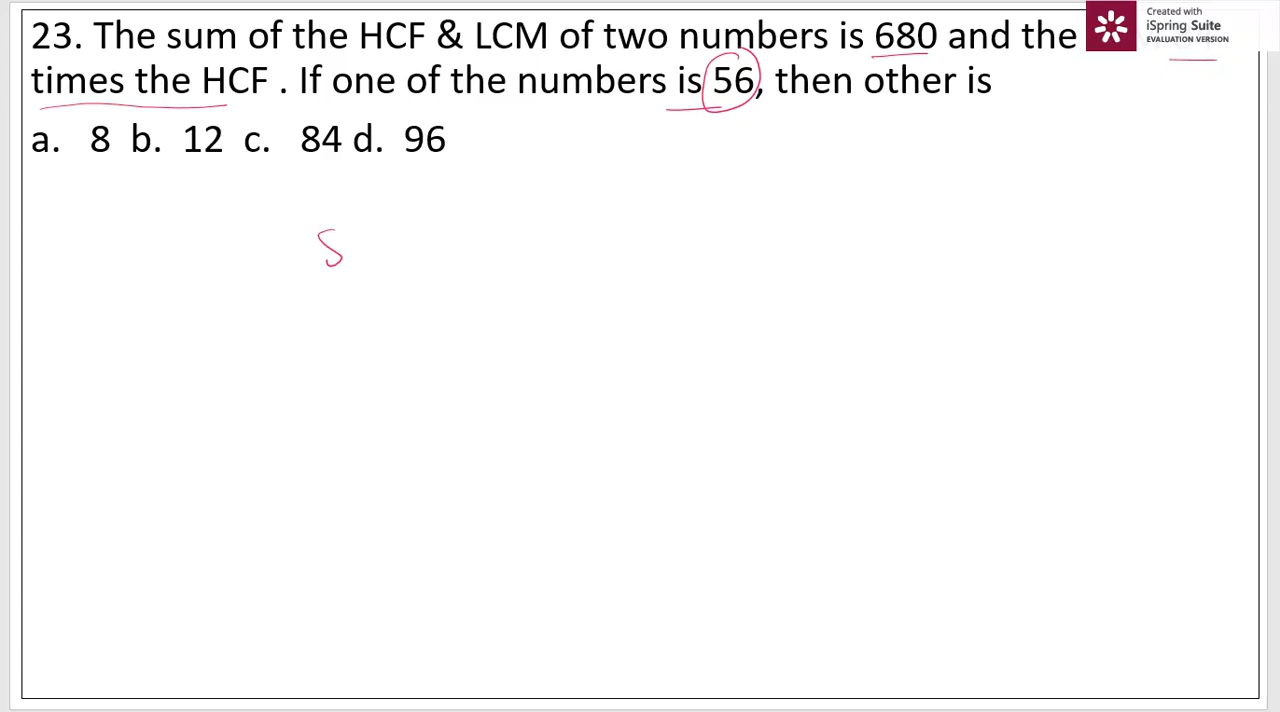 23. The sum of the HCF & LCM of two numbers is 680 and the
times the HCF . If one of the numbers is 56, then other is
a. 8 b. 12 c. 84 d. 96
S
Created with
iSpring Suite
EVALUATION VERSION